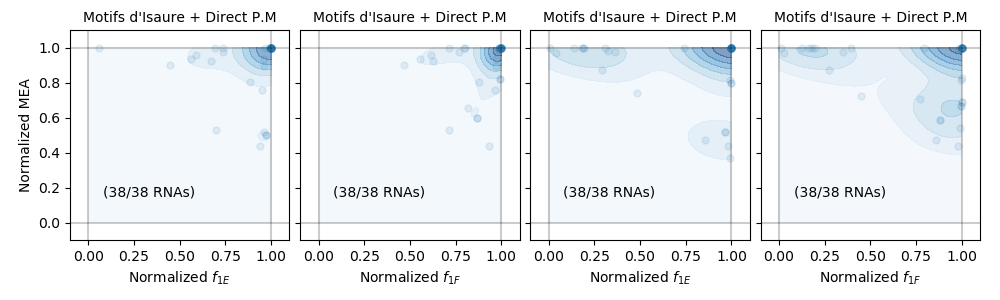 Motifs d'Isaure + Direct P.M
Motifs d'Isaure + Direct P.M
Motifs d'Isaure + Direct P.M
Motifs d'Isaure + Direct P.M
Normalized MEA
1.0
0.8
0.6
0.4
0.2
0.0
(38/38 RNAs)
(38/38 RNAs)
(38/38 RNAs)
(38/38 RNAs)
0.00 0.25 0.50 0.75 1.00
0.00 0.25 0.50 0.75 1.00
0.00 0.25 0.50 0.75 1.00
0.00 0.25 0.50 0.75 1.00
Normalized f1E
Normalized f1F
Normalized f1E
Normalized f1F